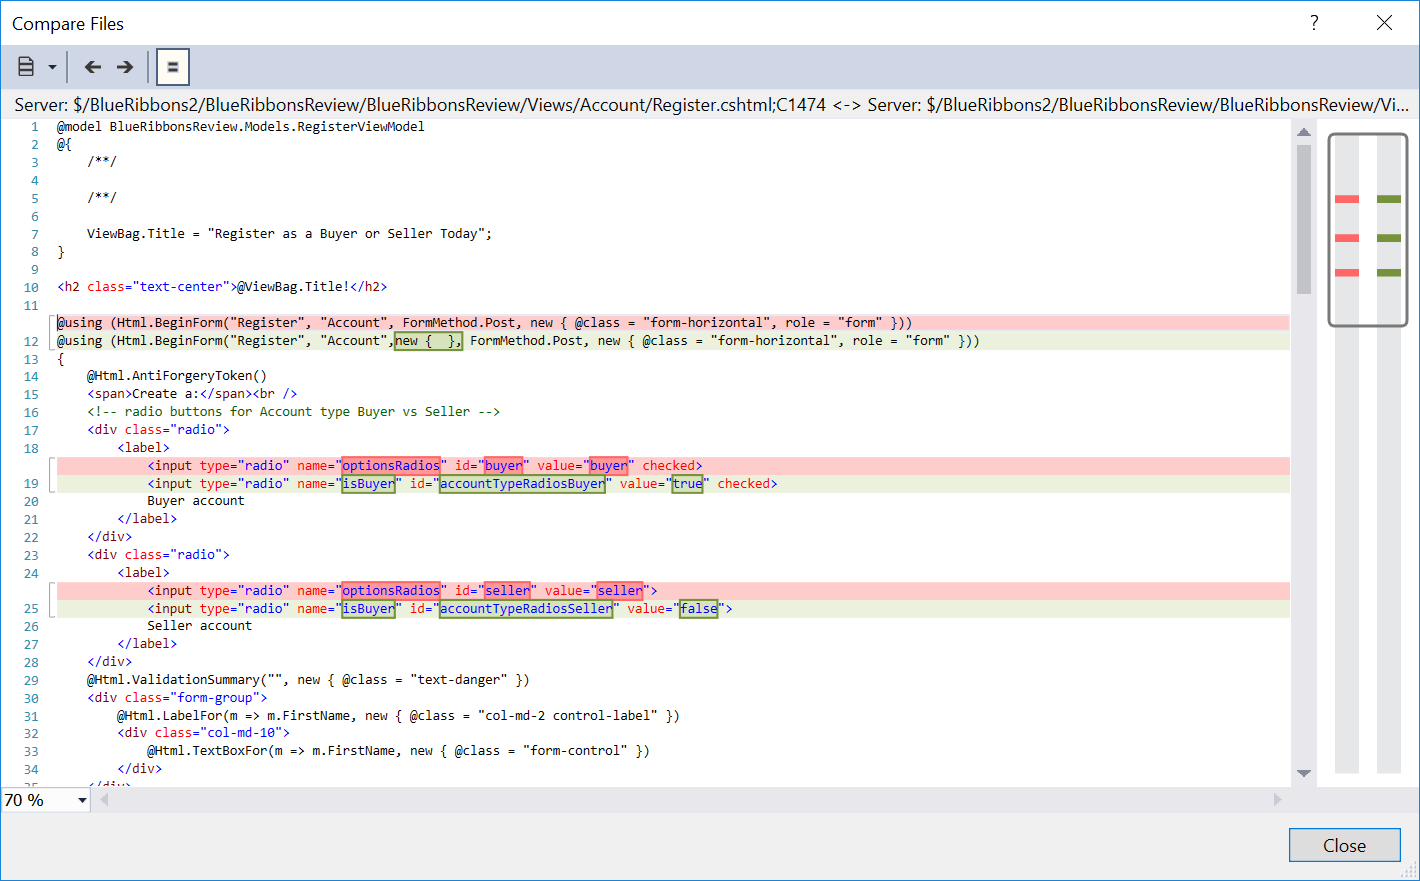 Compare Files
?
Server: $/BlueRibbons2/BlueRibbonsReview/BlueRibbonsReview/Views/Account/Register.cshtml;C1474 <-> Server: $/BlueRibbons2/BlueRibbonsReview/BlueRibbonsReview/Vi...
1 @model BlueRibbonsReview.Models.RegisterViewModel
2 @{
3 /**/
4
5 /**/
6
7 ViewBag.Title = "Register as a Buyer or Seller Today";
8 }
9
10 <h2 class="text-center">@ViewBag.Title!</h2>
11
@using (Html.BeginForm("Register", "Account", FormMethod.Post, new { @class = "form-horizontal", role = "form" }))
12 @using (Html.BeginForm("Register", "Account",new {  }, FormMethod.Post, new { @class = "form-horizontal", role = "form" }))
13 {
14 @Html.AntiForgeryToken()
15 <span>Create a:</span><br />
16 <!-- radio buttons for Account type Buyer vs Seller -->
17 <div class="radio">
18 <label>
<input type="radio" name="optionsRadios" id="buyer" value="buyer" checked>
19 <input type="radio" name="isBuyer" id="accountTypeRadiosBuyer" value="true" checked>
20 Buyer account
21 </label>
22 </div>
23 <div class="radio">
24 <label>
<input type="radio" name="optionsRadios" id="seller" value="seller">
25 <input type="radio" name="isBuyer" id="accountTypeRadiosSeller" value="false">
26 Seller account
27 </label>
28 </div>
29 @Html.ValidationSummary("", new { @class = "text-danger" })
30 <div class="form-group">
31 @Html.LabelFor(m => m.FirstName, new { @class = "col-md-2 control-label" })
32 <div class="col-md-10">
33 @Html.TextBoxFor(m => m.FirstName, new { @class = "form-control" })
34 </div>
35 </div>
70 %
Close